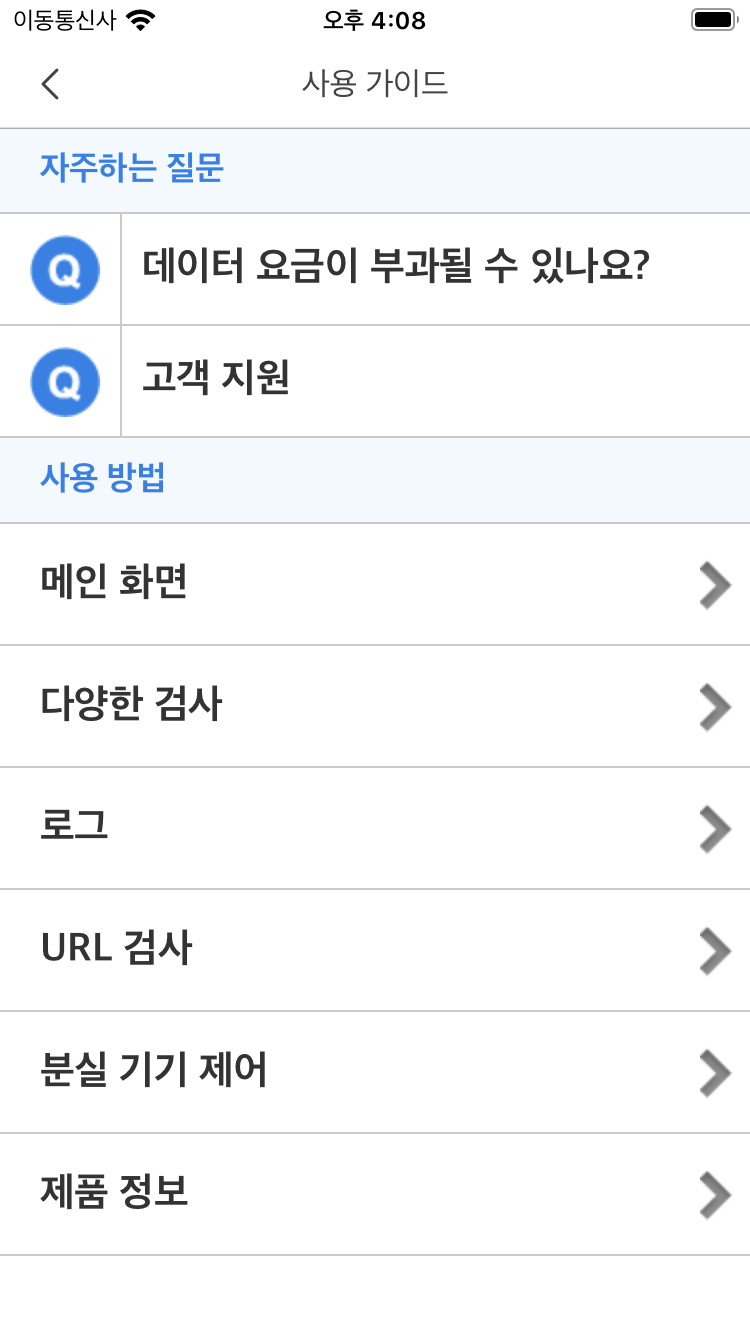 이동통신사 오후 4:08
사용 가이드
자주하는 질문
Q 데이터 요금이 부과될 수 있나요?
Q 고객 지원
사용 방법
메인 화면
다양한 검사
로그
URL 검사
분실 기기 제어
제품 정보